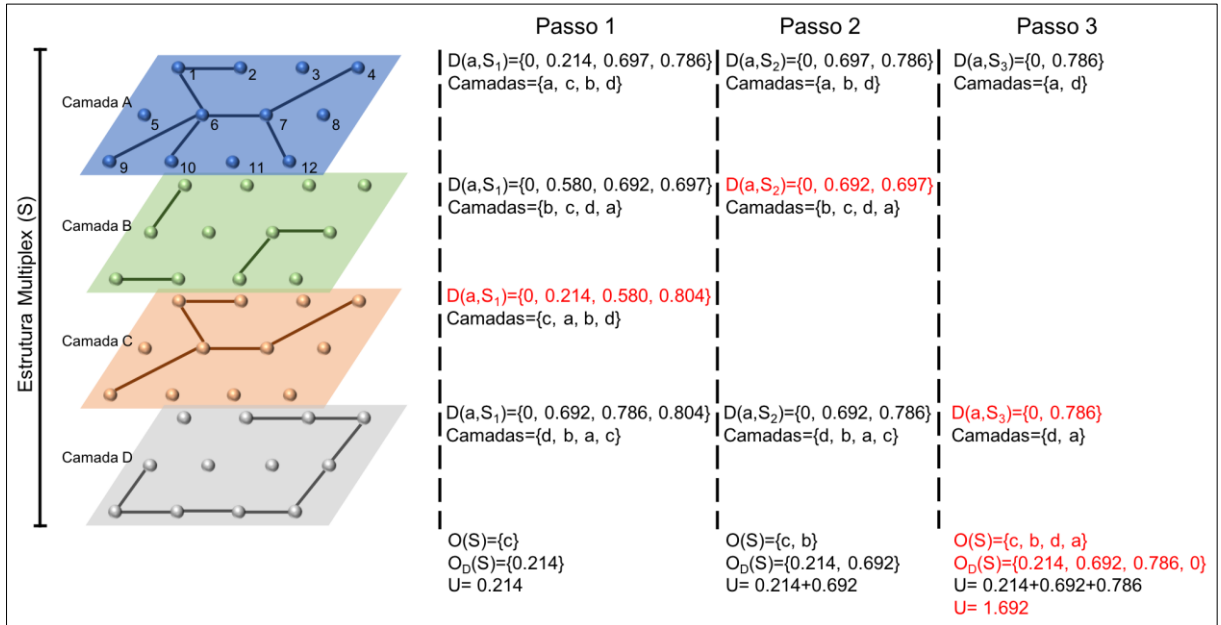 Passo 1
Passo 2
Passo 3
Estrutura Multiplex (S)
Camada A
1 2 3 4
5 6 7 8
9 10 11 12
D(a,S₁)={0, 0.214, 0.697, 0.786}
Camadas={a, c, b, d}
D(a,S₂)={0, 0.697, 0.786}
Camadas={a, b, d}
D(a,S₃)={0, 0.786}
Camadas={a, d}
Camada B
D(a,S₁)={0, 0.580, 0.692, 0.697}
Camadas={b, c, d, a}
D(a,S₂)={0, 0.692, 0.697}
Camadas={b, c, d, a}
Camada C
D(a,S₁)={0, 0.214, 0.580, 0.804}
Camadas={c, a, b, d}
Camada D
D(a,S₁)={0, 0.692, 0.786, 0.804}
Camadas={d, b, a, c}
D(a,S₂)={0, 0.692, 0.786}
Camadas={d, b, a, c}
D(a,S₃)={0, 0.786}
Camadas={d, a}
O(S)={c}
O_D(S)={0.214}
U= 0.214
O(S)={c, b}
O_D(S)={0.214, 0.692}
U= 0.214+0.692
O(S)={c, b, d, a}
O_D(S)={0.214, 0.692, 0.786, 0}
U= 0.214+0.692+0.786
U= 1.692